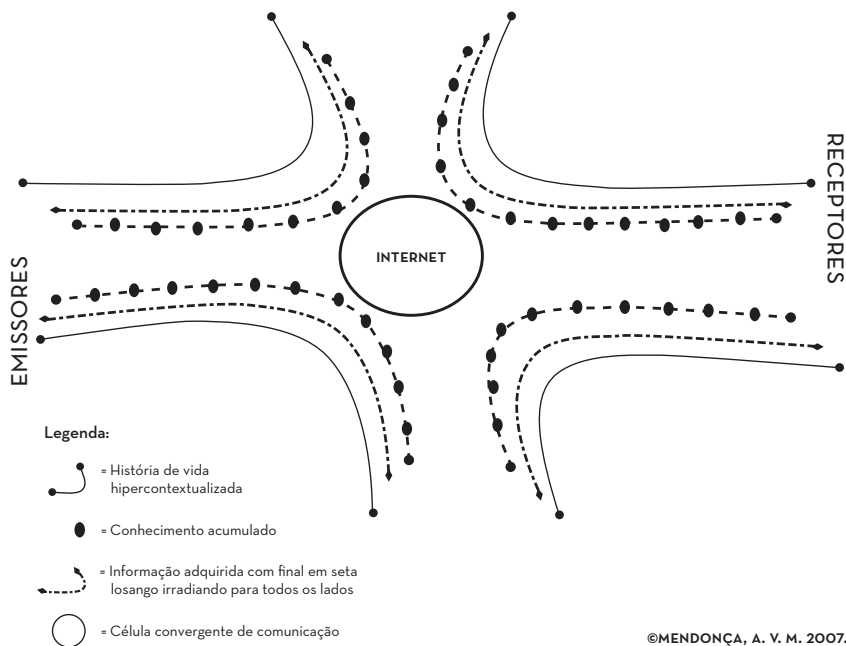 RECEPTORES
INTERNET
EMISSORES
Legenda:
= História de vida
hipercontextualizada
= Conhecimento acumulado
= Informação adquirida com final em seta
losango irradiando para todos os lados
= Célula convergente de comunicação
©MENDONÇA, A. V. M. 2007.